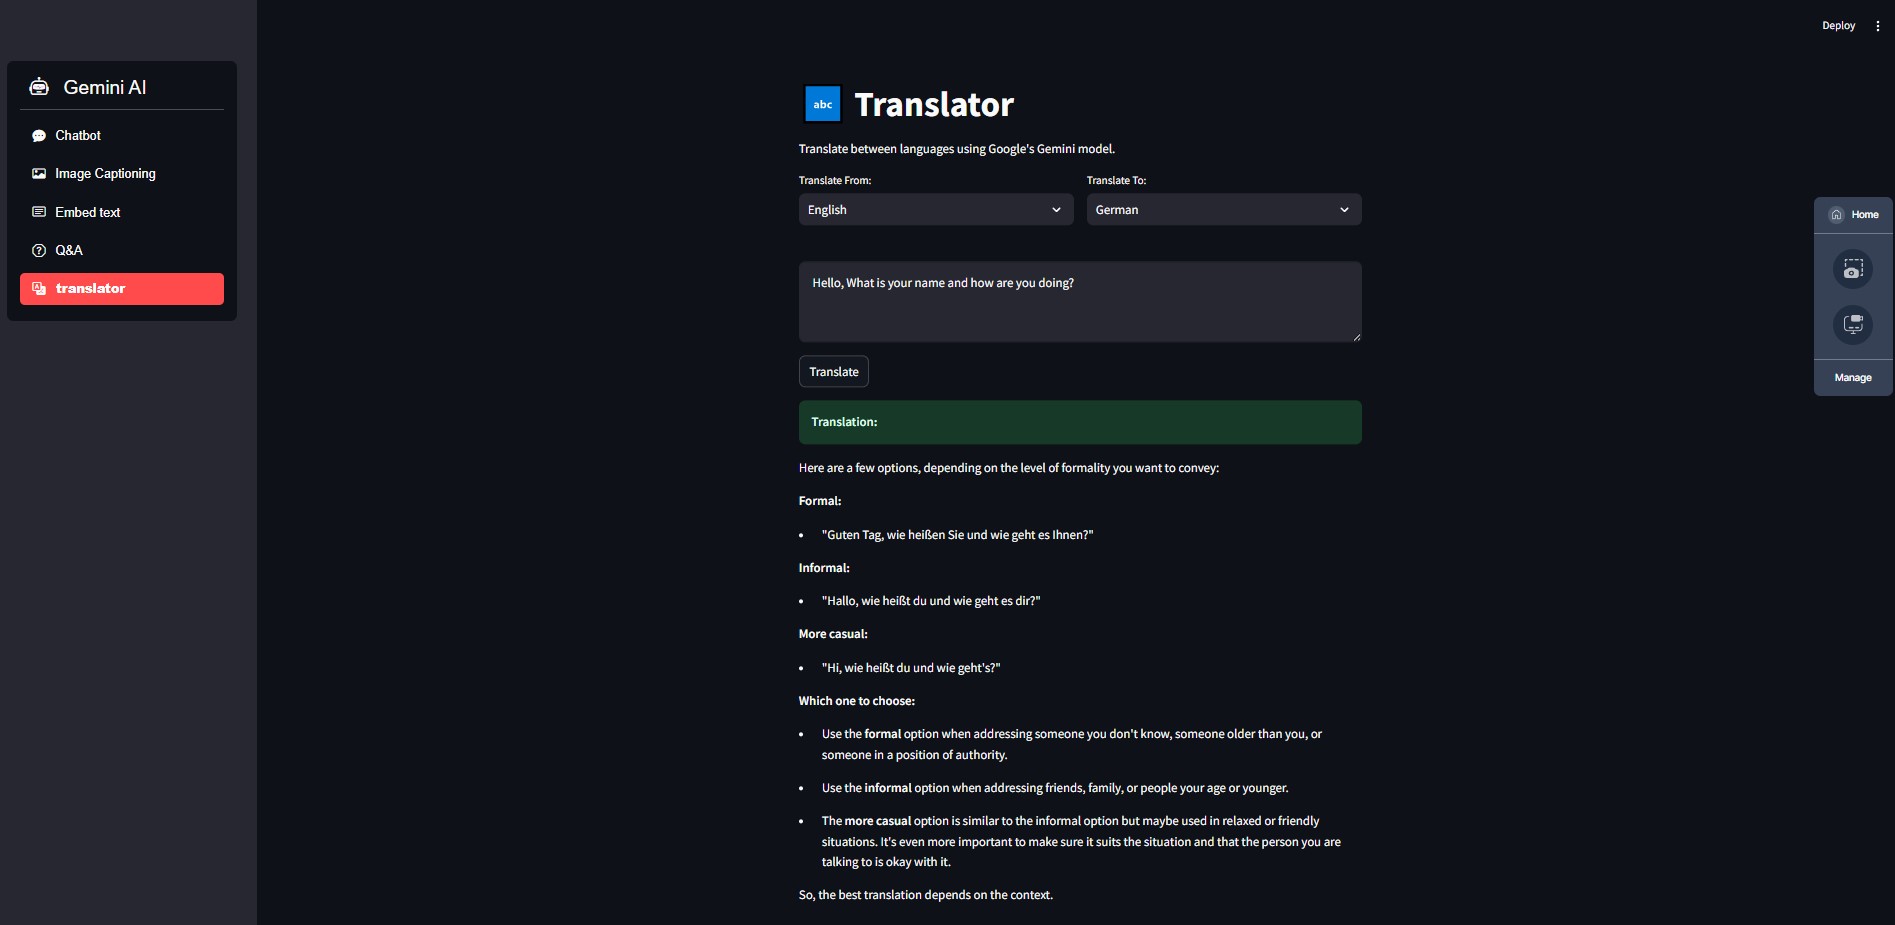 Deploy
Gemini AI
Chatbot
Image Captioning
Embed text
Q&A
translator
abc
Translator
Translate between languages using Google's Gemini model.
Translate From:
Translate To:
English
German
Hello, What is your name and how are you doing?
Translate
Translation:
Here are a few options, depending on the level of formality you want to convey:
Formal:
• "Guten Tag, wie heißen Sie und wie geht es Ihnen?"
Informal:
• "Hallo, wie heißt du und wie geht es dir?"
More casual:
• "Hi, wie heißt du und wie geht's?"
Which one to choose:
• Use the formal option when addressing someone you don't know, someone older than you, or
someone in a position of authority.
• Use the informal option when addressing friends, family, or people your age or younger.
• The more casual option is similar to the informal option but maybe used in relaxed or friendly
situations. It's even more important to make sure it suits the situation and that the person you are
talking to is okay with it.
So, the best translation depends on the context.
Home
Manage